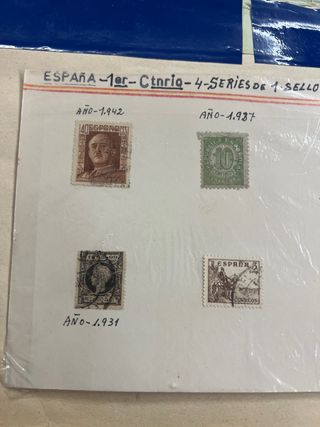 ESPAÑA - 1er - Ctnrio - 4 - SERIES DE 1 SELLO
AÑO - 1.942
AÑO - 1.937
ESPAÑA
10
AÑO - 1.931
ESPAÑA
CORREOS